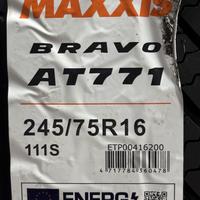 MAXXIS
BRAVO
AT771
245/75R16
111S
ETP00416200
4717784360478
ENERG